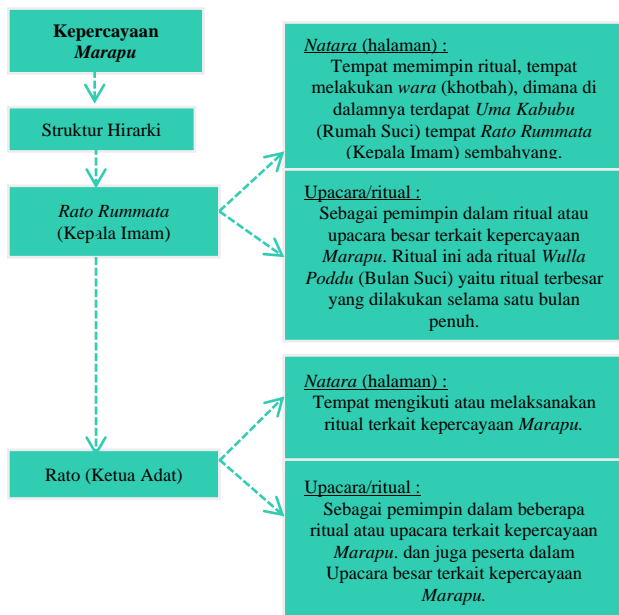 Kepercayaan
Marapu
Struktur Hirarki
Rato Rummata
(Kepala Imam)
Natara (halaman) :
Tempat memimpin ritual, tempat
melakukan wara (khotbah), dimana di
dalamnya terdapat Uma Kabubu
(Rumah Suci) tempat Rato Rummata
(Kepala Imam) sembahyang.
Upacara/ritual :
Sebagai pemimpin dalam ritual atau
upacara besar terkait kepercayaan
Marapu. Ritual ini ada ritual Wulla
Poddu (Bulan Suci) yaitu ritual terbesar
yang dilakukan selama satu bulan
penuh.
Rato (Ketua Adat)
Natara (halaman) :
Tempat mengikuti atau melaksanakan
ritual terkait kepercayaan Marapu.
Upacara/ritual :
Sebagai pemimpin dalam beberapa
ritual atau upacara terkait kepercayaan
Marapu. dan juga peserta dalam
Upacara besar terkait kepercayaan
Marapu.